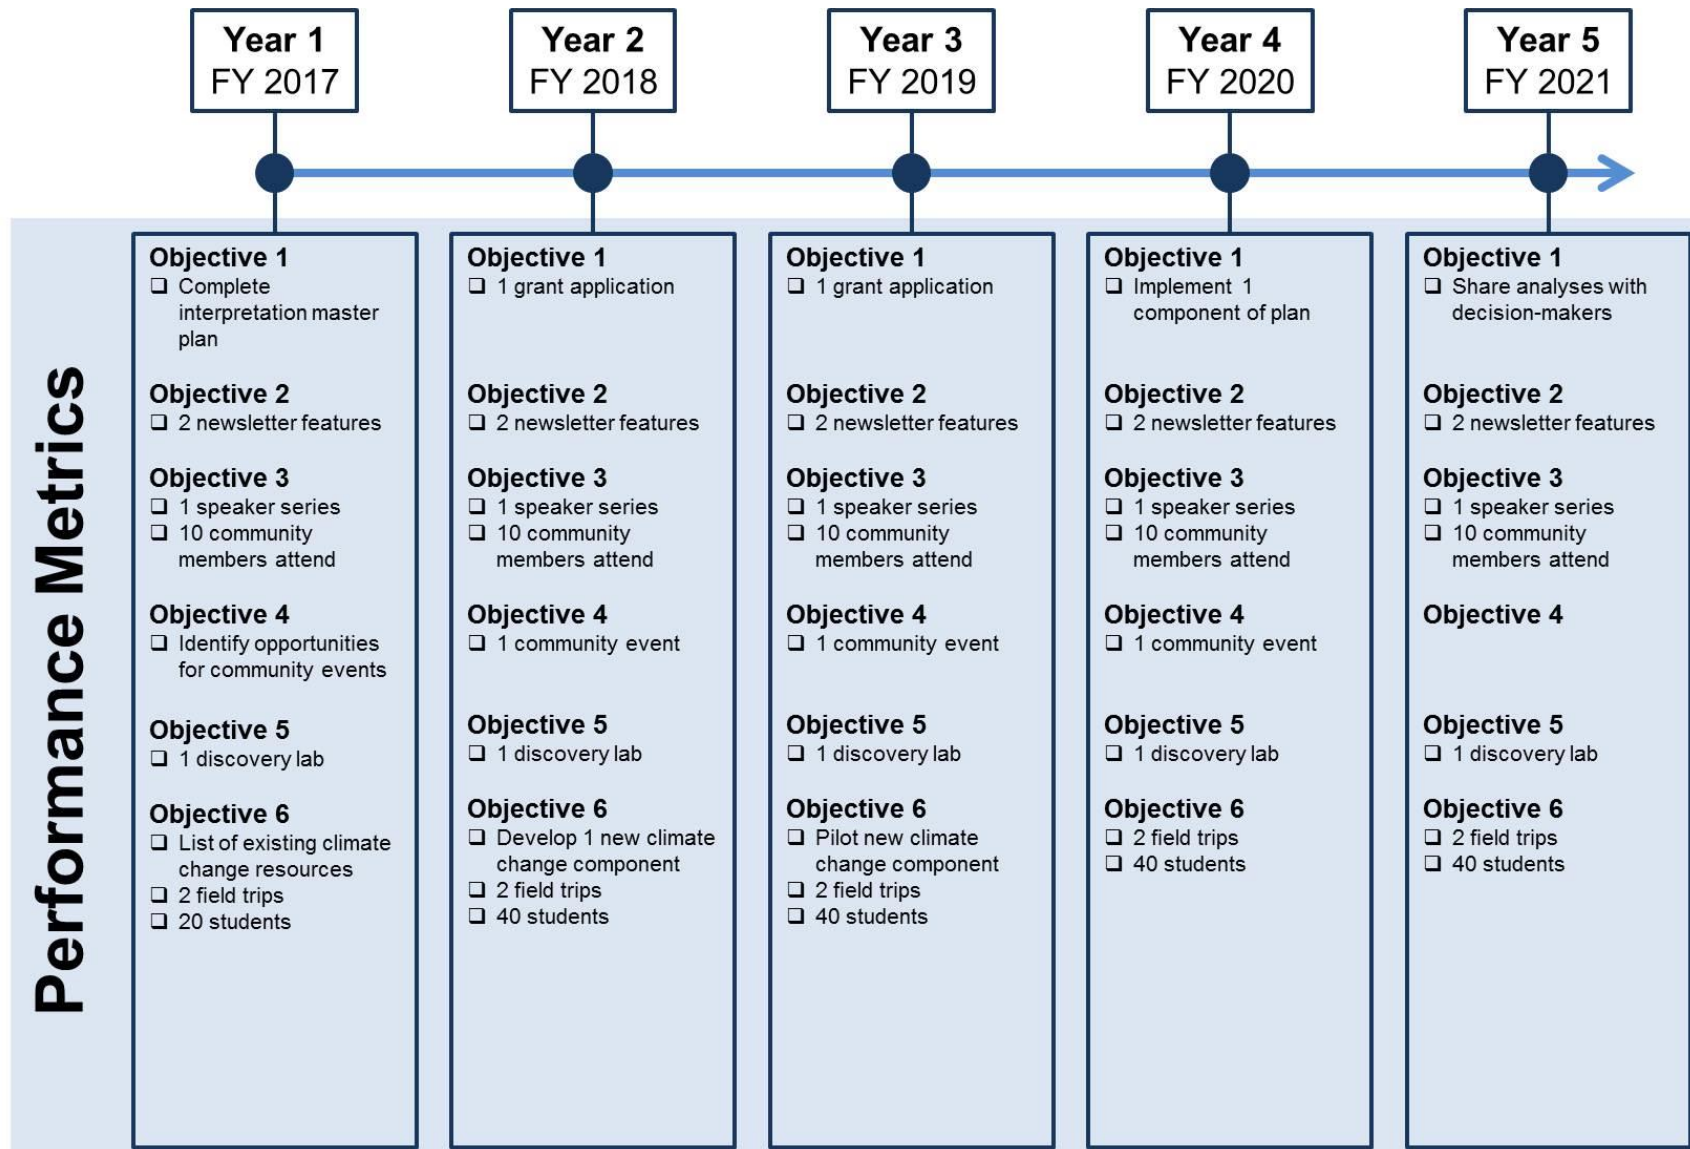 Year 1
FY 2017
Year 2
FY 2018
Year 3
FY 2019
Year 4
FY 2020
Year 5
FY 2021
Performance Metrics
Objective 1
❑ Complete
interpretation master
plan
Objective 2
❑ 2 newsletter features
Objective 3
❑ 1 speaker series
❑ 10 community
members attend
Objective 4
❑ Identify opportunities
for community events
Objective 5
❑ 1 discovery lab
Objective 6
❑ List of existing climate
change resources
❑ 2 field trips
❑ 20 students
Objective 1
❑ 1 grant application
Objective 2
❑ 2 newsletter features
Objective 3
❑ 1 speaker series
❑ 10 community
members attend
Objective 4
❑ 1 community event
Objective 5
❑ 1 discovery lab
Objective 6
❑ Develop 1 new climate
change component
❑ 2 field trips
❑ 40 students
Objective 1
❑ 1 grant application
Objective 2
❑ 2 newsletter features
Objective 3
❑ 1 speaker series
❑ 10 community
members attend
Objective 4
❑ 1 community event
Objective 5
❑ 1 discovery lab
Objective 6
❑ Pilot new climate
change component
❑ 2 field trips
❑ 40 students
Objective 1
❑ Implement 1
component of plan
Objective 2
❑ 2 newsletter features
Objective 3
❑ 1 speaker series
❑ 10 community
members attend
Objective 4
❑ 1 community event
Objective 5
❑ 1 discovery lab
Objective 6
❑ 2 field trips
❑ 40 students
Objective 1
❑ Share analyses with
decision-makers
Objective 2
❑ 2 newsletter features
Objective 3
❑ 1 speaker series
❑ 10 community
members attend
Objective 4
Objective 5
❑ 1 discovery lab
Objective 6
❑ 2 field trips
❑ 40 students